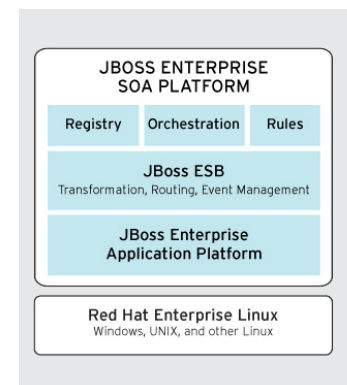 JBOSS ENTERPRISE
SOA PLATFORM
Registry
Orchestration
Rules
JBoss ESB
Transformation, Routing, Event Management
JBoss Enterprise
Application Platform
Red Hat Enterprise Linux
Windows, UNIX, and other Linux